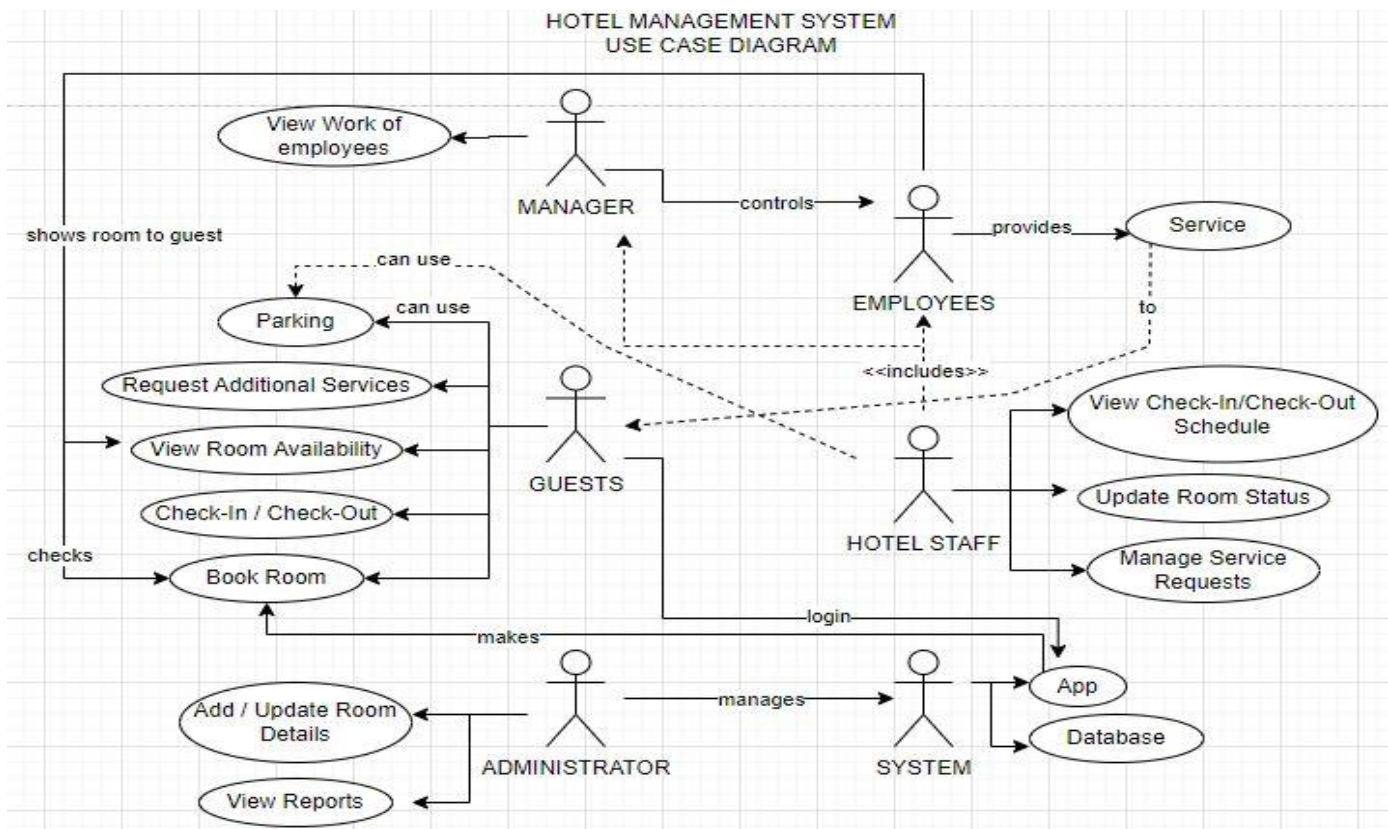 HOTEL MANAGEMENT SYSTEM
USE CASE DIAGRAM
View Work of
employees
MANAGER
controls
EMPLOYEES
provides
Service
shows room to guest
can use
to
Parking
can use
Request Additional Services
View Room Availability
Check-In / Check-Out
checks
Book Room
GUESTS
<<includes>>
HOTEL STAFF
View Check-In/Check-Out
Schedule
Update Room Status
Manage Service
Requests
login
makes
Add / Update Room
Details
View Reports
ADMINISTRATOR
manages
SYSTEM
App
Database